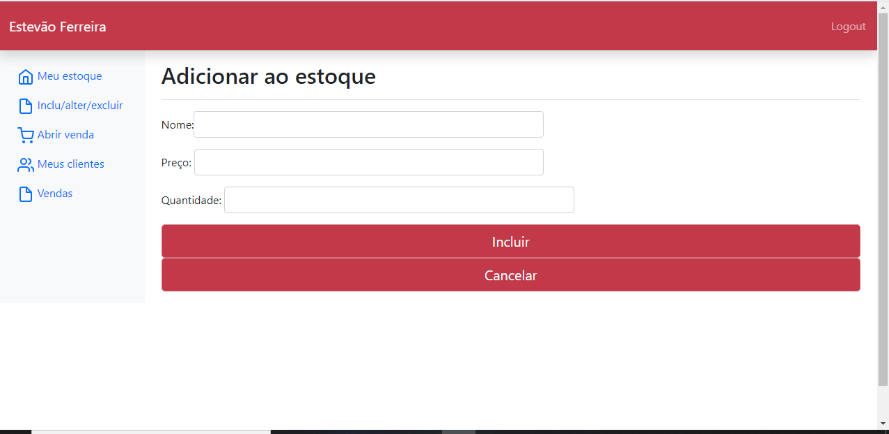 Estevão Ferreira
Logout
Meu estoque
Inclu/alter/excluir
Abrir venda
Meus clientes
Vendas
Adicionar ao estoque
Nome:
Preço:
Quantidade:
Incluir
Cancelar